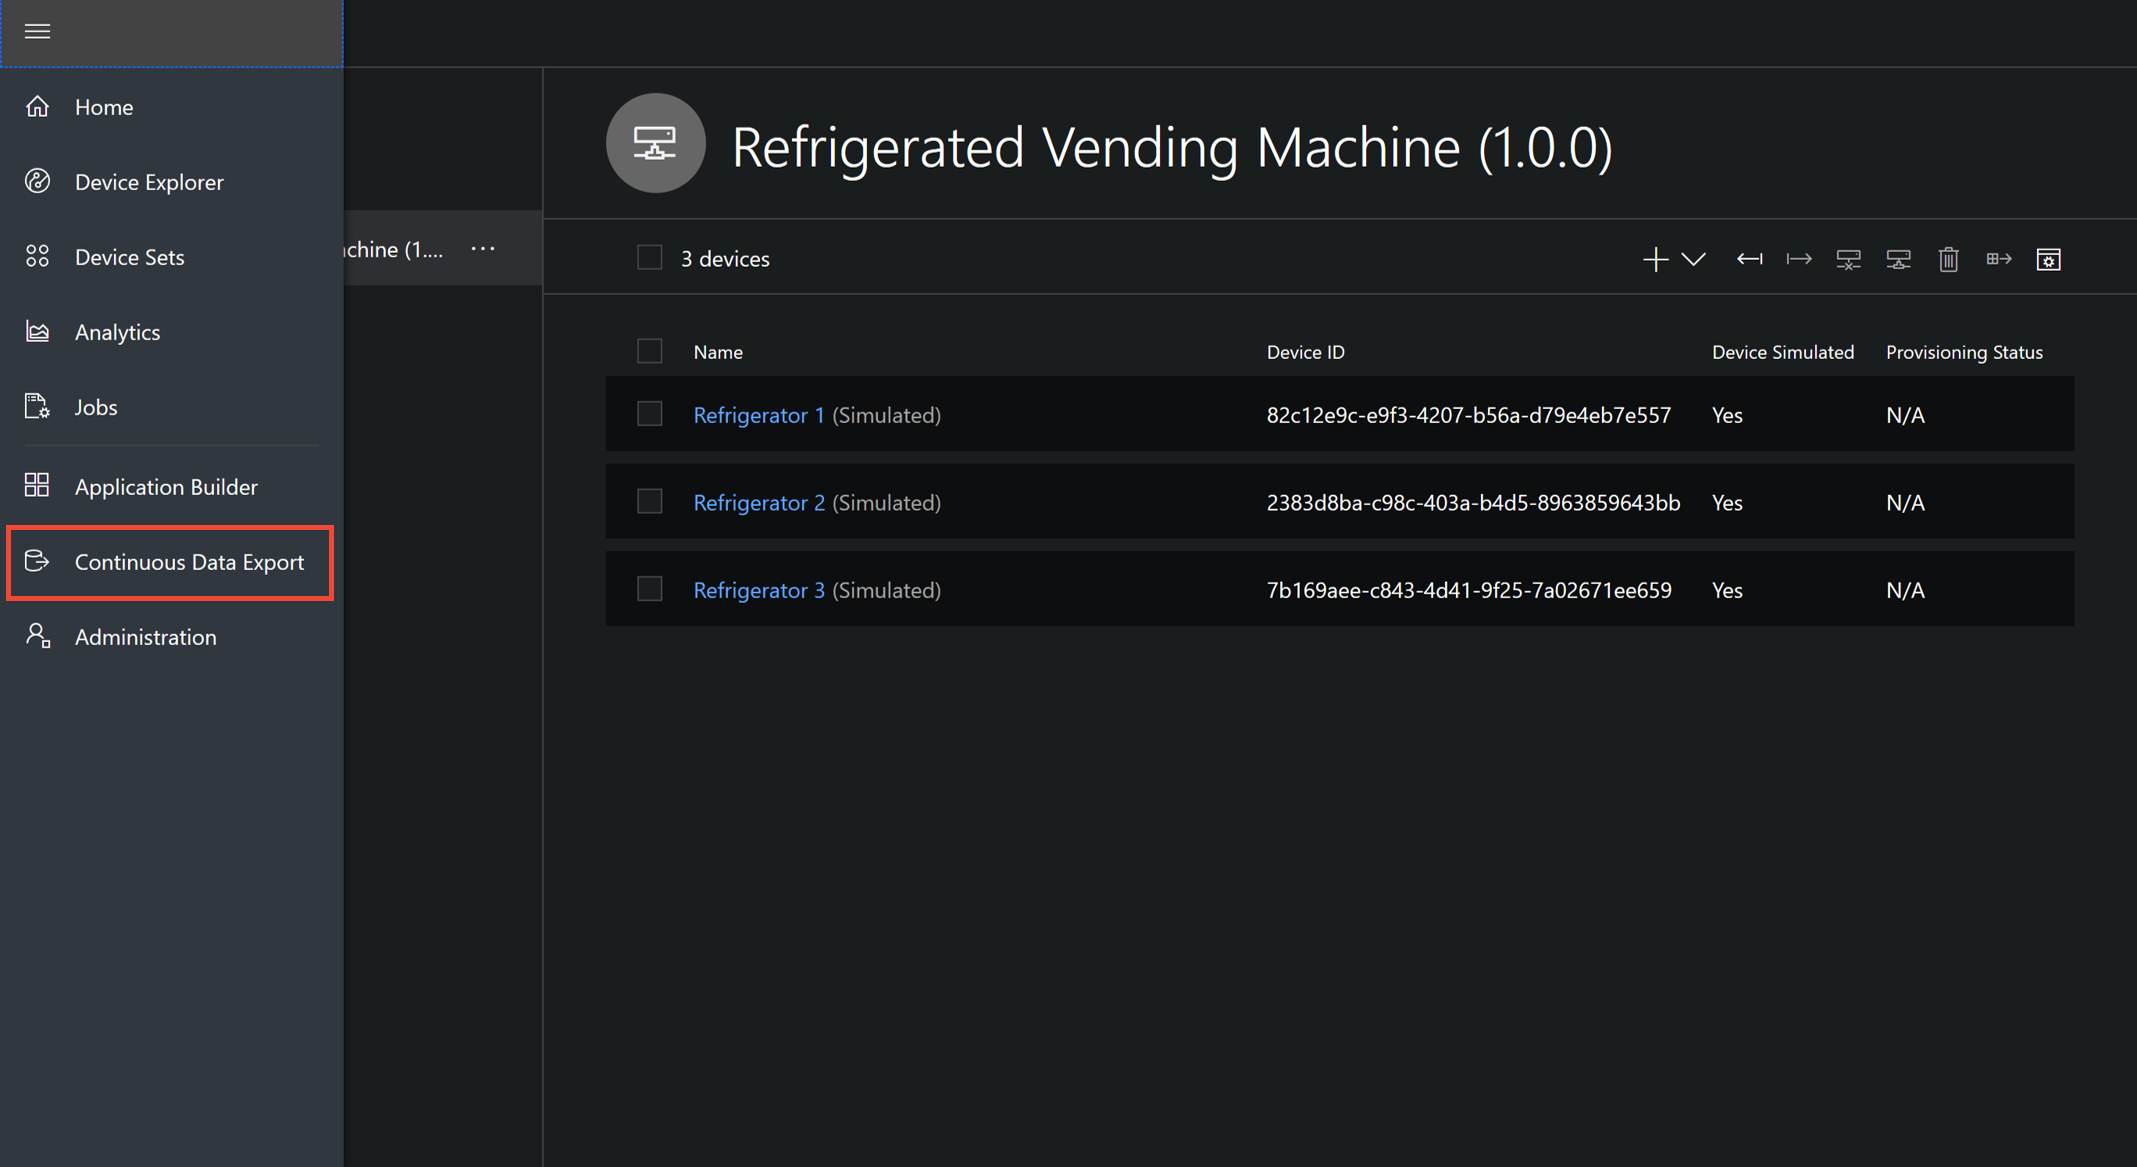 Home
Device Explorer
Device Sets
Analytics
Jobs
Application Builder
Continuous Data Export
Administration
achine (1.... ...
Refrigerated Vending Machine (1.0.0)
3 devices
Name Device ID Device Simulated Provisioning Status
Refrigerator 1 (Simulated) 82c12e9c-e9f3-4207-b56a-d79e4eb7e557 Yes N/A
Refrigerator 2 (Simulated) 2383d8ba-c98c-403a-b4d5-8963859643bb Yes N/A
Refrigerator 3 (Simulated) 7b169aee-c843-4d41-9f25-7a02671ee659 Yes N/A